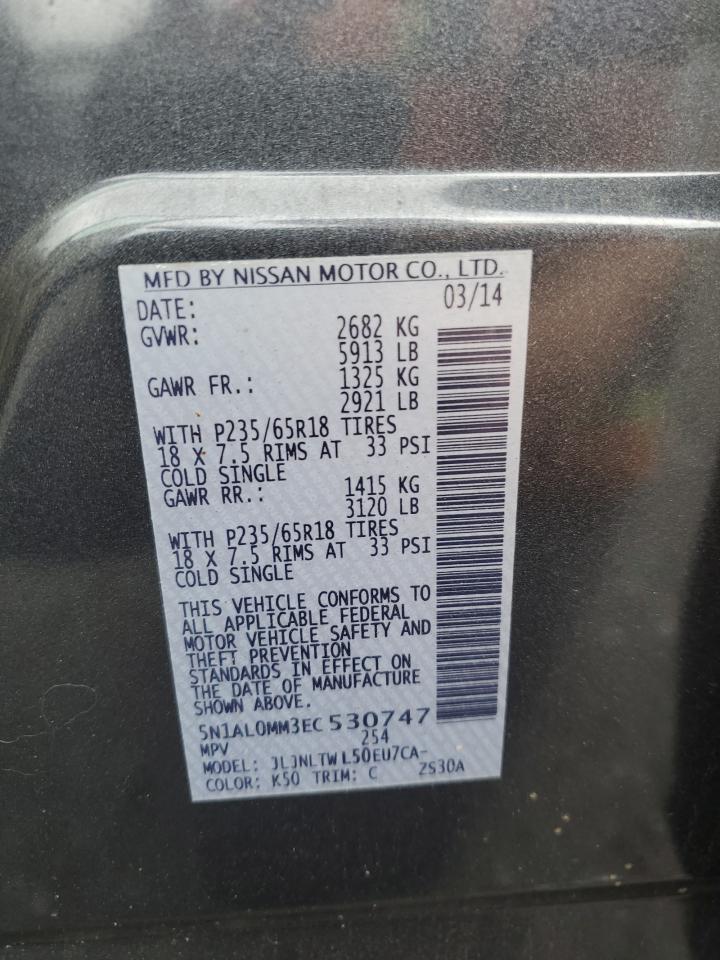 MFD BY NISSAN MOTOR CO., LTD.
DATE: 03/14
GVWR: 2682 KG
5913 LB
GAWR FR.: 1325 KG
2921 LB
WITH P235/65R18 TIRES
18 X 7.5 RIMS AT 33 PSI
COLD SINGLE
GAWR RR.: 1415 KG
3120 LB
WITH P235/65R18 TIRES
18 X 7.5 RIMS AT 33 PSI
COLD SINGLE
THIS VEHICLE CONFORMS TO
ALL APPLICABLE FEDERAL
MOTOR VEHICLE SAFETY AND
THEFT PREVENTION
STANDARDS IN EFFECT ON
THE DATE OF MANUFACTURE
SHOWN ABOVE.
5N1AL0MM3EC530747
MPV 254
MODEL: JLJNLTW L50EU7CA-
COLOR: K50 TRIM: C ZS30A